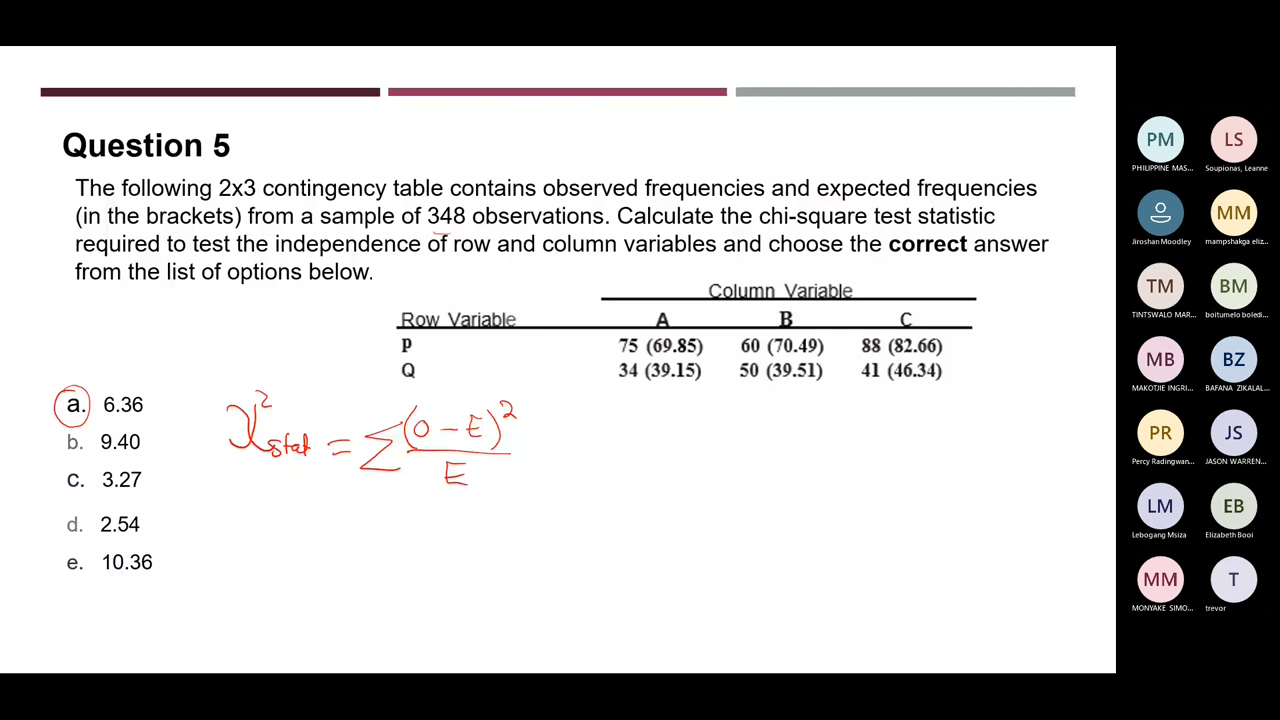 Question 5
The following 2x3 contingency table contains observed frequencies and expected frequencies
(in the brackets) from a sample of 348 observations. Calculate the chi-square test statistic
required to test the independence of row and column variables and choose the correct answer
from the list of options below.
Column Variable
Row Variable A B C
P 75 (69.85) 60 (70.49) 88 (82.66)
Q 34 (39.15) 50 (39.51) 41 (46.34)
a. 6.36
b. 9.40
c. 3.27
d. 2.54
e. 10.36
χ²stat = Σ (O - E)² / E
PM LS
PHILIPPINE MAS... Soupionas, Leanne
MM
Jiroshan Moodley mampshakga eliz...
TM BM
TINTSWALO MAR... boitumelo boledi...
MB BZ
MAKOTJIE INGRI... BAFANA ZIKALAL...
PR JS
Percy Radingwan... JASON WARREN...
LM EB
Lebogang Msiza Elizabeth Booi
MM T
MONYAKE SIMO... trevor